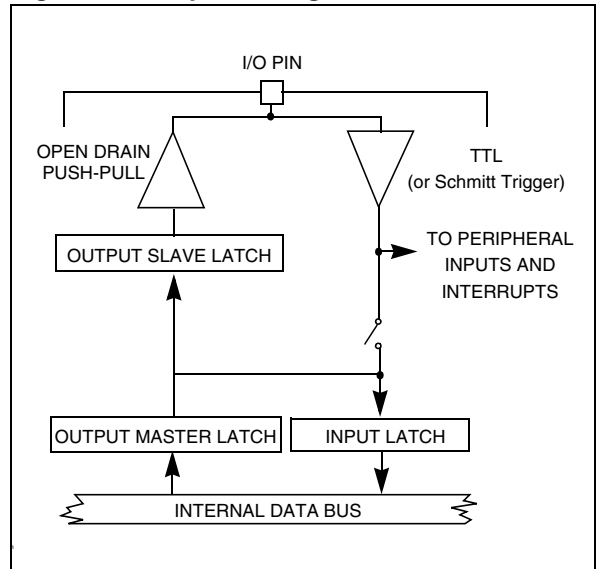 I/O PIN
OPEN DRAIN
PUSH-PULL
TTL
(or Schmitt Trigger)
TO PERIPHERAL
INPUTS AND
INTERRUPTS
OUTPUT SLAVE LATCH
OUTPUT MASTER LATCH
INPUT LATCH
INTERNAL DATA BUS